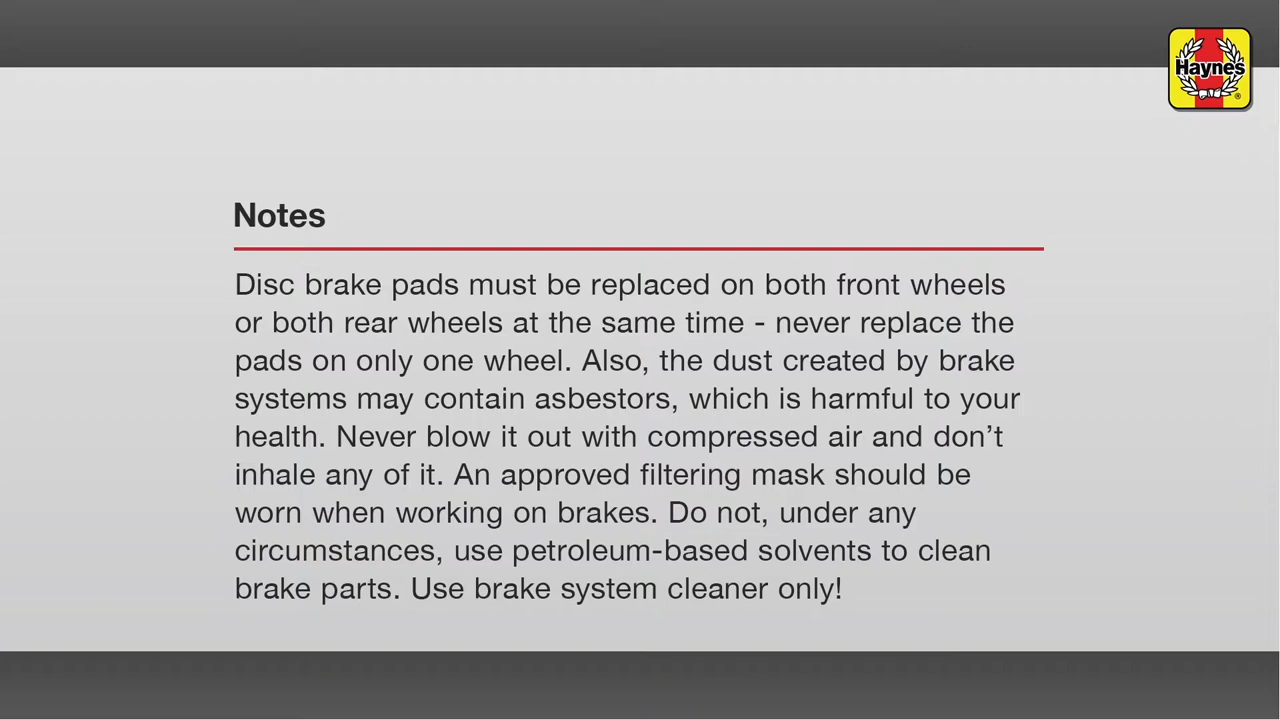 Haynes
Notes
Disc brake pads must be replaced on both front wheels
or both rear wheels at the same time - never replace the
pads on only one wheel. Also, the dust created by brake
systems may contain asbestors, which is harmful to your
health. Never blow it out with compressed air and don’t
inhale any of it. An approved filtering mask should be
worn when working on brakes. Do not, under any
circumstances, use petroleum-based solvents to clean
brake parts. Use brake system cleaner only!